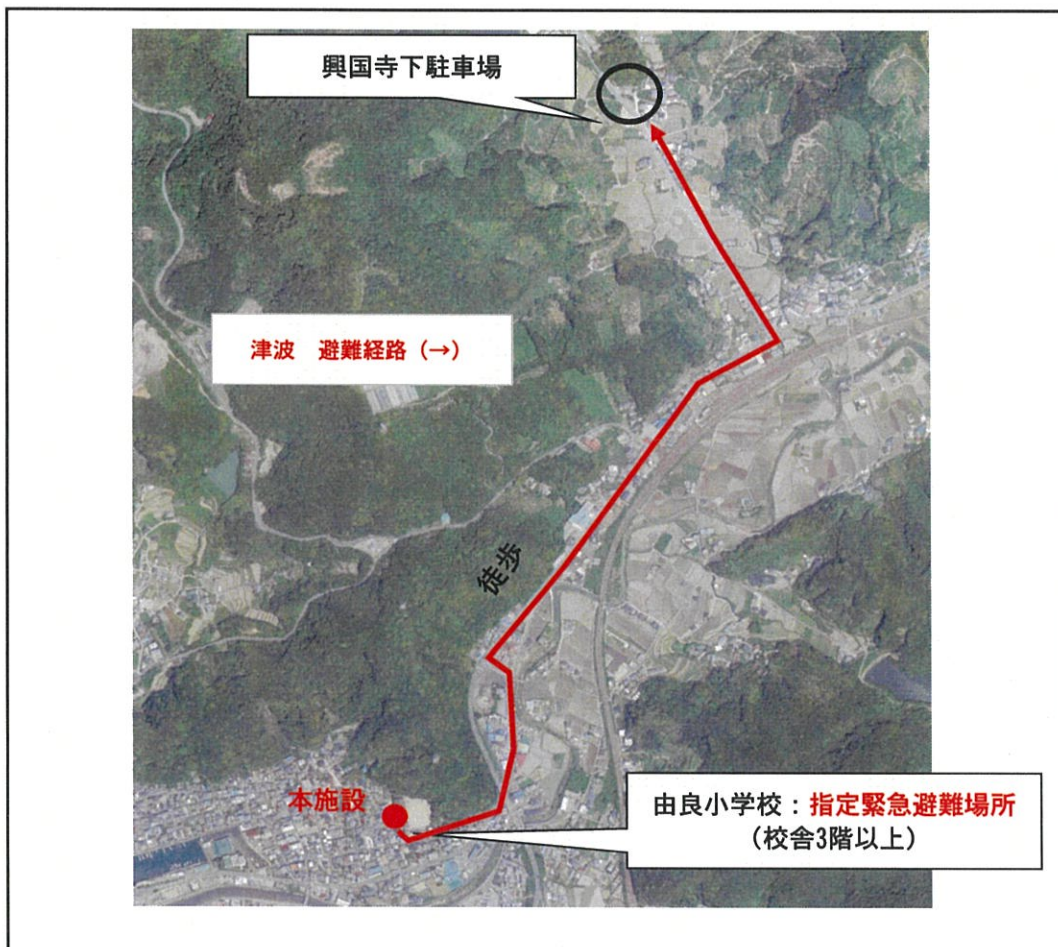 興国寺下駐車場
津波　避難経路（→）
徒歩
本施設
由良小学校：指定緊急避難場所
（校舎3階以上）